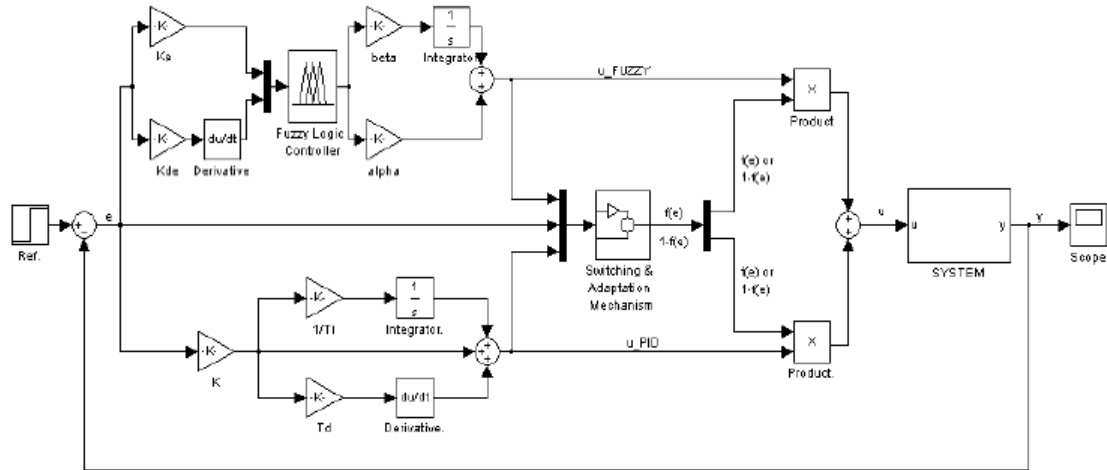 -K-
Ke
-K-
Kde
du/dt
Derivative
Fuzzy Logic
Controller
-K-
beta
1
s
Integrator
-K-
alpha
+
+
u_FUZZY
x
Product
f(e) or
1-f(e)
Ref.
+
-
e
f(e)
1-f(e)
Switching &
Adaptation
Mechanism
+
+
u
u
y
SYSTEM
y
Scope
f(e) or
1-f(e)
-K-
K
-K-
1/Ti
1
s
Integrator.
-K-
Td
du/dt
Derivative.
+
+
+
u_PID
x
Product.